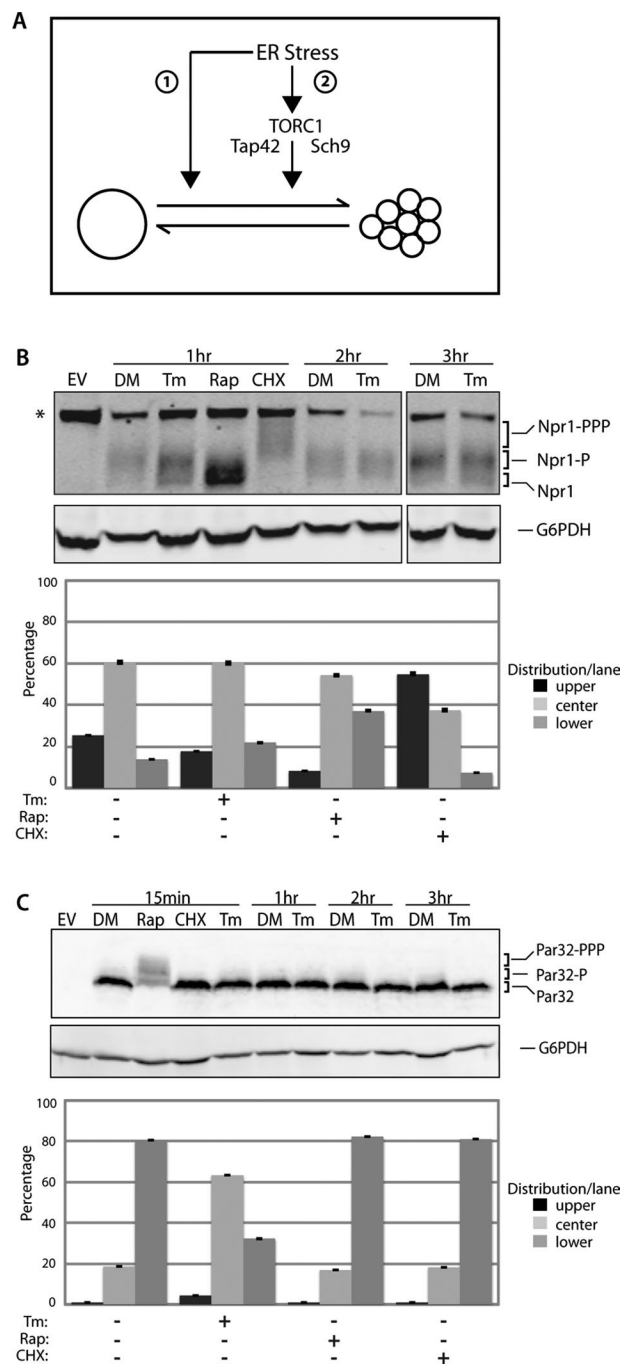 A
ER Stress
1
2
TORC1
Tap42 Sch9
B
1hr 2hr 3hr
EV DM Tm Rap CHX DM Tm DM Tm
*
Npr1-PPP
Npr1-P
Npr1
G6PDH
100
80
60
40
20
0
Percentage
Distribution/lane
upper
center
lower
Tm: - + - -
Rap: - - + -
CHX: - - - +
C
15min 1hr 2hr 3hr
EV DM Rap CHX Tm DM Tm DM Tm DM Tm
Par32-PPP
Par32-P
Par32
G6PDH
100
80
60
40
20
0
Percentage
Distribution/lane
upper
center
lower
Tm: - + - -
Rap: - - + -
CHX: - - - +